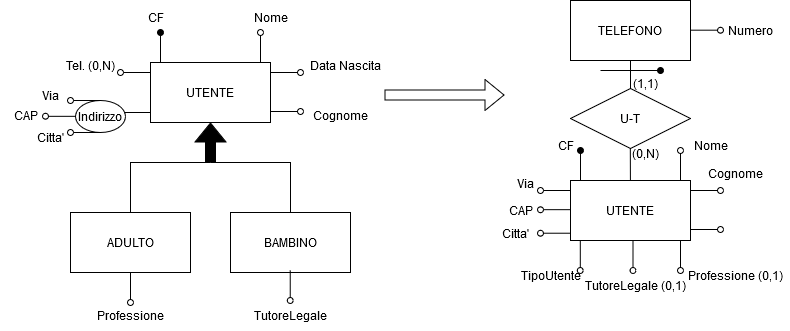 CF
Nome
Tel. (0,N)
UTENTE
Data Nascita
Via
CAP
Indirizzo
Citta'
Cognome
ADULTO
BAMBINO
Professione
TutoreLegale
TELEFONO
Numero
(1,1)
U-T
(0,N)
CF
Nome
Via
Cognome
CAP
UTENTE
Citta'
TipoUtente
TutoreLegale (0,1)
Professione (0,1)